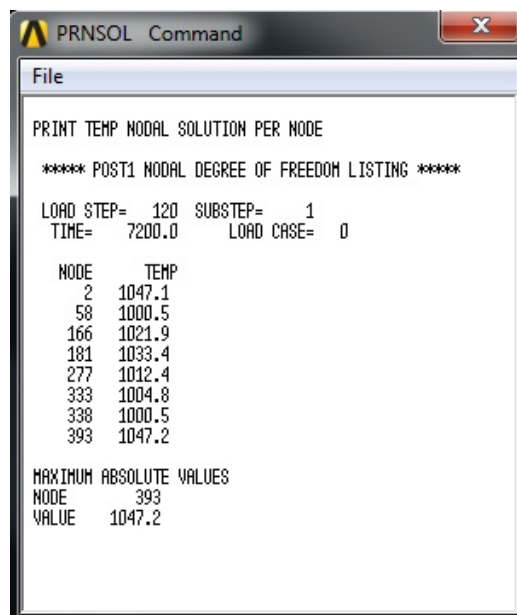 PRNSOL Command
File
PRINT TEMP NODAL SOLUTION PER NODE
***** POST1 NODAL DEGREE OF FREEDOM LISTING *****
LOAD STEP= 120 SUBSTEP= 1
TIME= 7200.0 LOAD CASE= 0
NODE TEMP
2 1047.1
58 1000.5
166 1021.9
181 1033.4
277 1012.4
333 1004.8
338 1000.5
393 1047.2
MAXIMUM ABSOLUTE VALUES
NODE 393
VALUE 1047.2